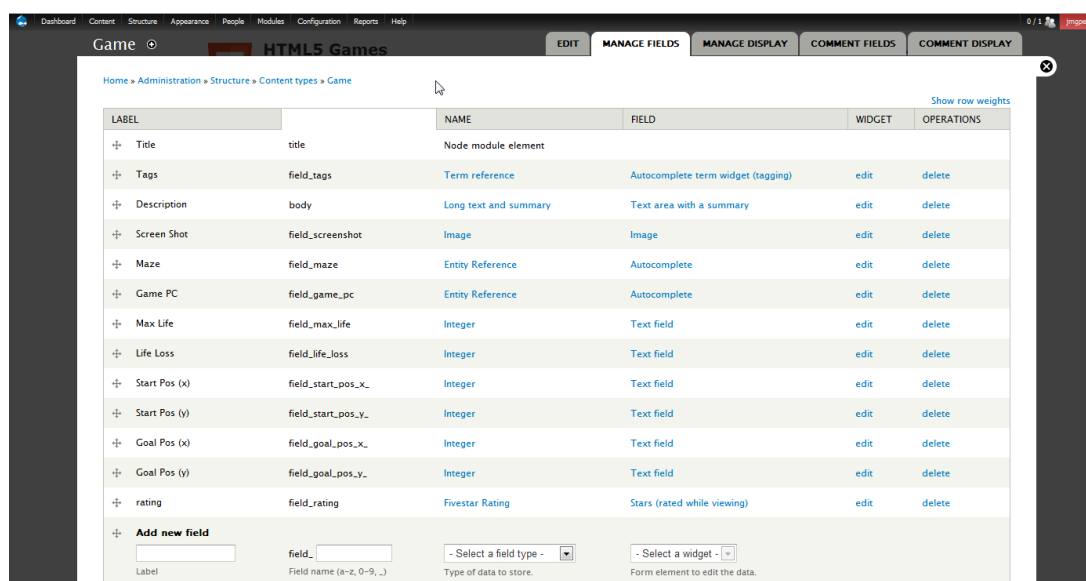 Dashboard Content Structure Appearance People Modules Configuration Reports Help 0 / 1 jmgpe
Game HTML5 Games EDIT MANAGE FIELDS MANAGE DISPLAY COMMENT FIELDS COMMENT DISPLAY
Home » Administration » Structure » Content types » Game
Show row weights
LABEL NAME FIELD WIDGET OPERATIONS
Title title Node module element
Tags field_tags Term reference Autocomplete term widget (tagging) edit delete
Description body Long text and summary Text area with a summary edit delete
Screen Shot field_screenshot Image Image edit delete
Maze field_maze Entity Reference Autocomplete edit delete
Game PC field_game_pc Entity Reference Autocomplete edit delete
Max Life field_max_life Integer Text field edit delete
Life Loss field_life_loss Integer Text field edit delete
Start Pos (x) field_start_pos_x_ Integer Text field edit delete
Start Pos (y) field_start_pos_y_ Integer Text field edit delete
Goal Pos (x) field_goal_pos_x_ Integer Text field edit delete
Goal Pos (y) field_goal_pos_y_ Integer Text field edit delete
rating field_rating Fivestar Rating Stars (rated while viewing) edit delete
Add new field
field_ - Select a field type - - Select a widget -
Label Field name (a-z, 0-9, _) Type of data to store. Form element to edit the data.